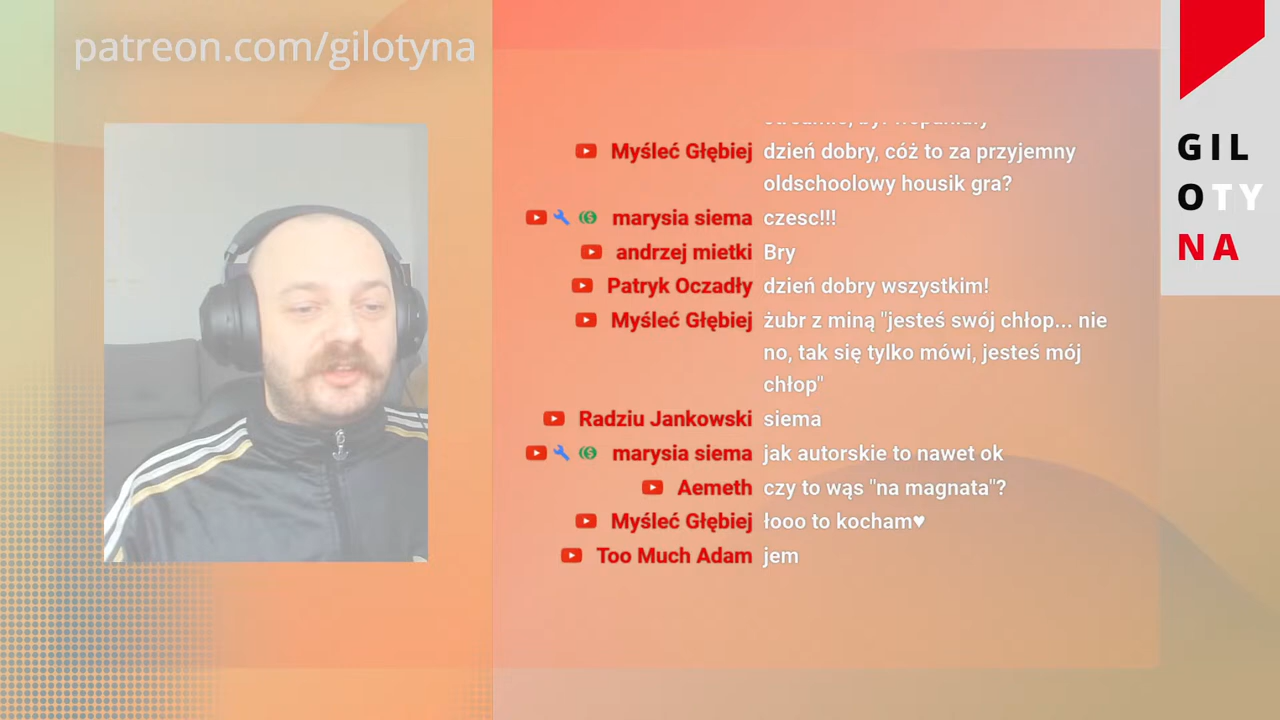 patreon.com/gilotyna
Myśleć Głębiej dzień dobry, cóż to za przyjemny
oldschoolowy housik gra?
marysia siema czesc!!!
andrzej mietki Bry
Patryk Oczadły dzień dobry wszystkim!
Myśleć Głębiej żubr z miną "jesteś swój chłop... nie
no, tak się tylko mówi, jesteś mój
chłop"
Radziu Jankowski siema
marysia siema jak autorskie to nawet ok
Aemeth czy to wąs "na magnata"?
Myśleć Głębiej łooo to kocham♥
Too Much Adam jem
GIL
OTY
NA